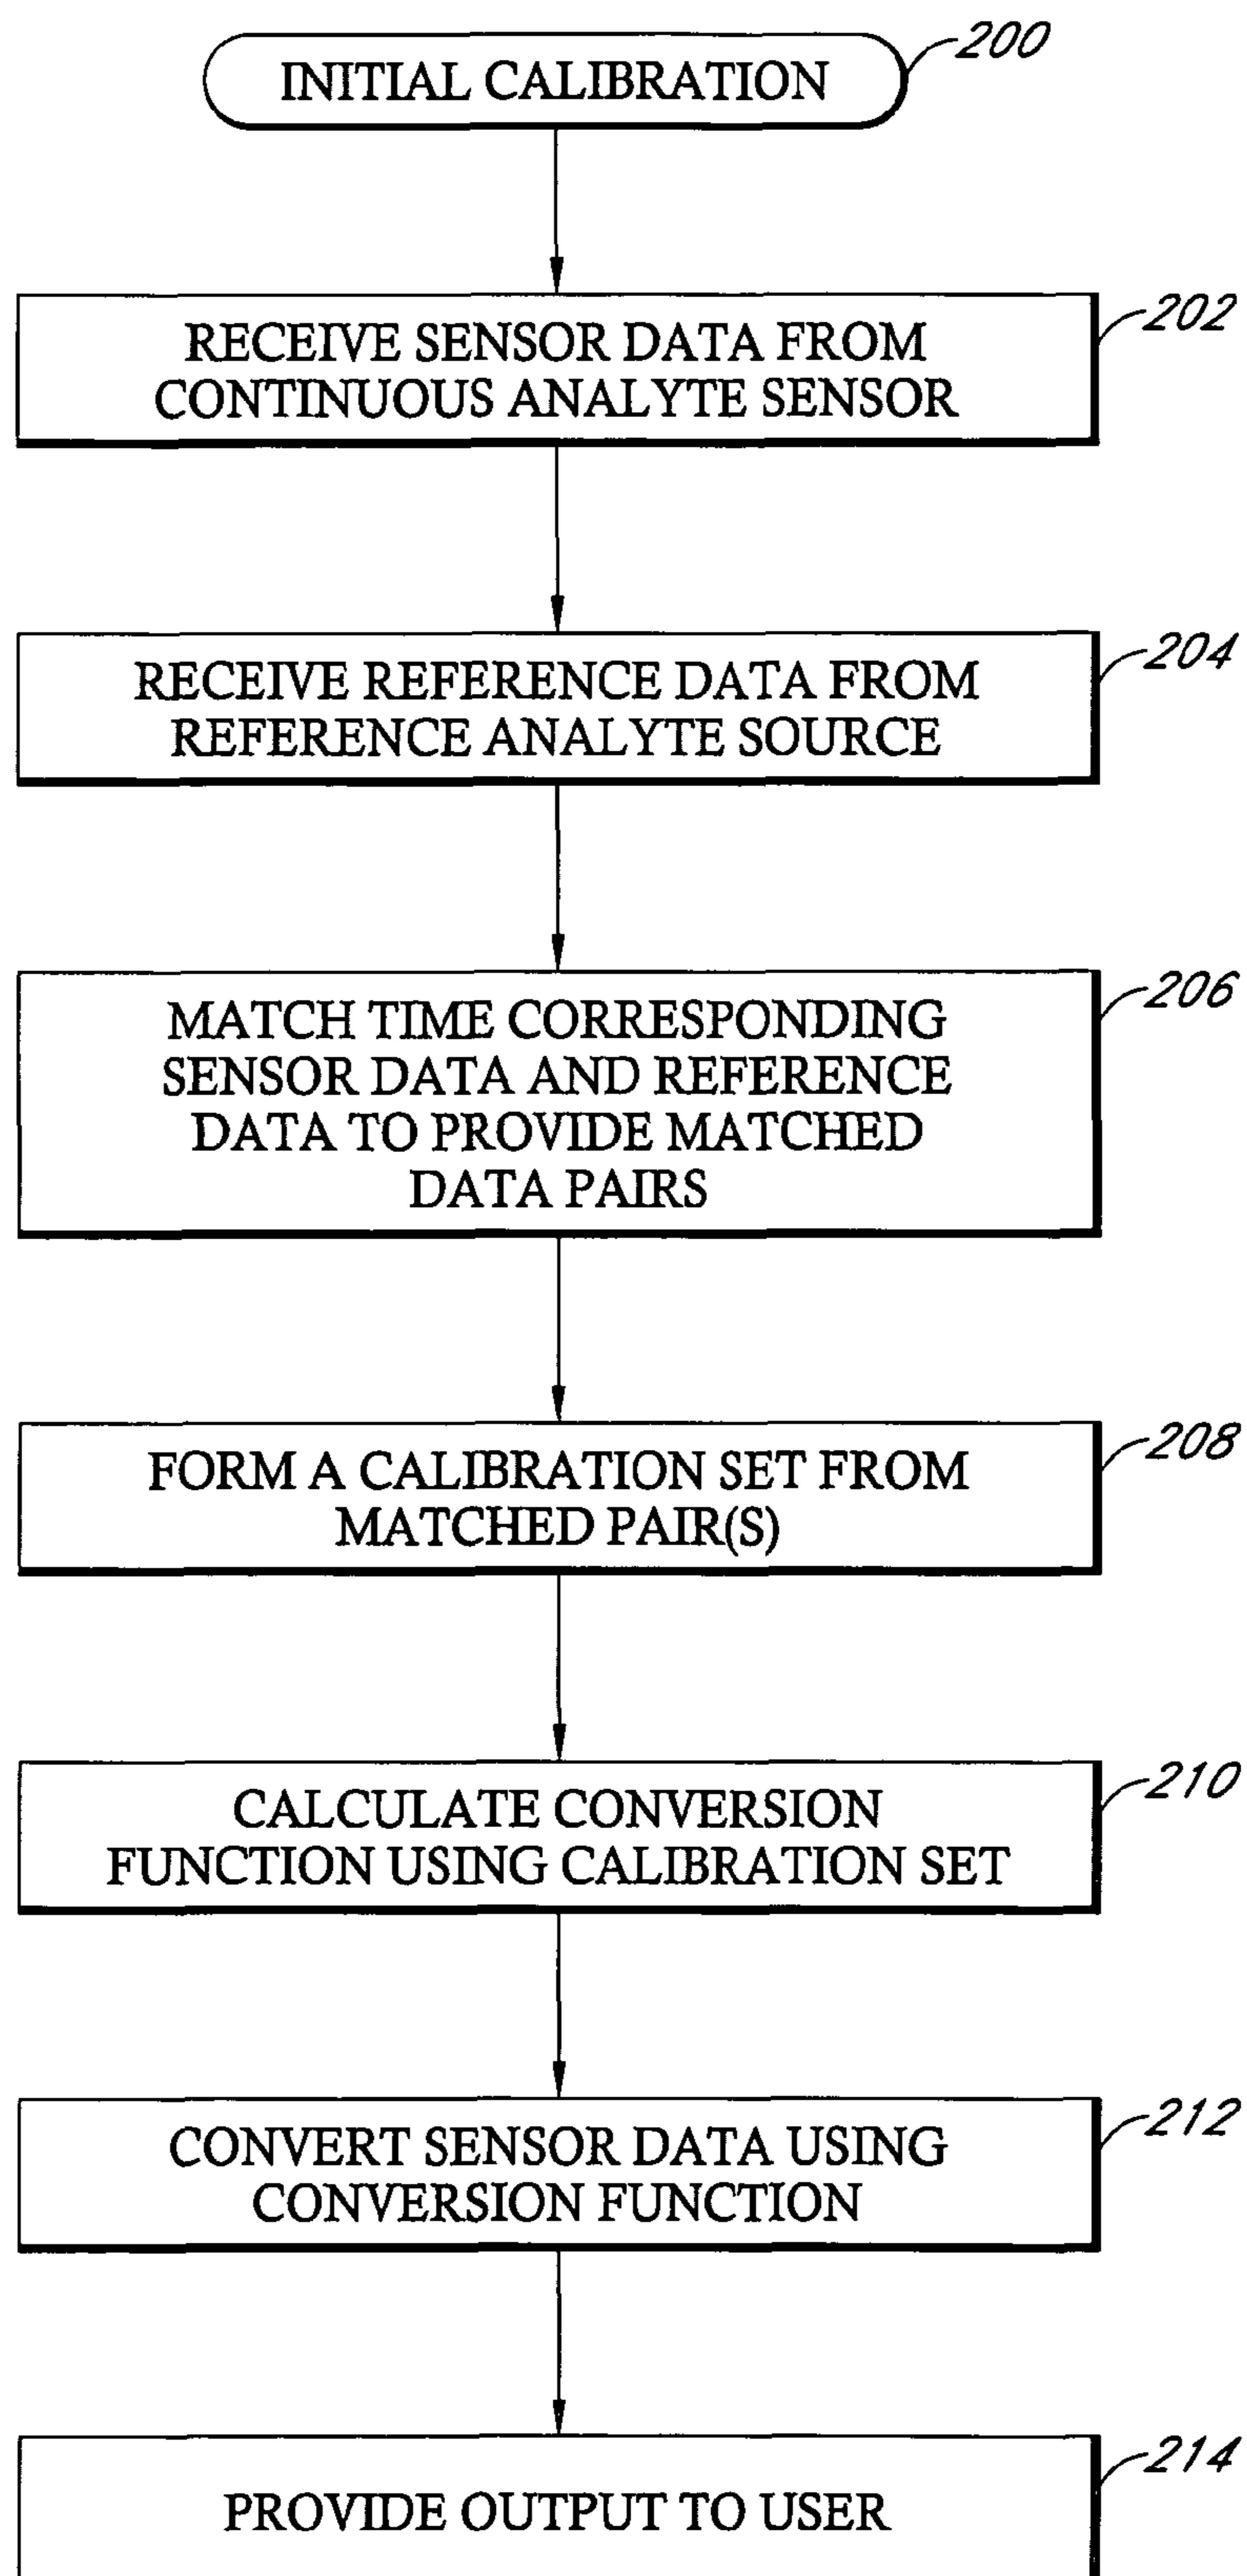 INITIAL CALIBRATION
200
RECEIVE SENSOR DATA FROM
CONTINUOUS ANALYTE SENSOR
202
RECEIVE REFERENCE DATA FROM
REFERENCE ANALYTE SOURCE
204
MATCH TIME CORRESPONDING
SENSOR DATA AND REFERENCE
DATA TO PROVIDE MATCHED
DATA PAIRS
206
FORM A CALIBRATION SET FROM
MATCHED PAIR(S)
208
CALCULATE CONVERSION
FUNCTION USING CALIBRATION SET
210
CONVERT SENSOR DATA USING
CONVERSION FUNCTION
212
PROVIDE OUTPUT TO USER
214